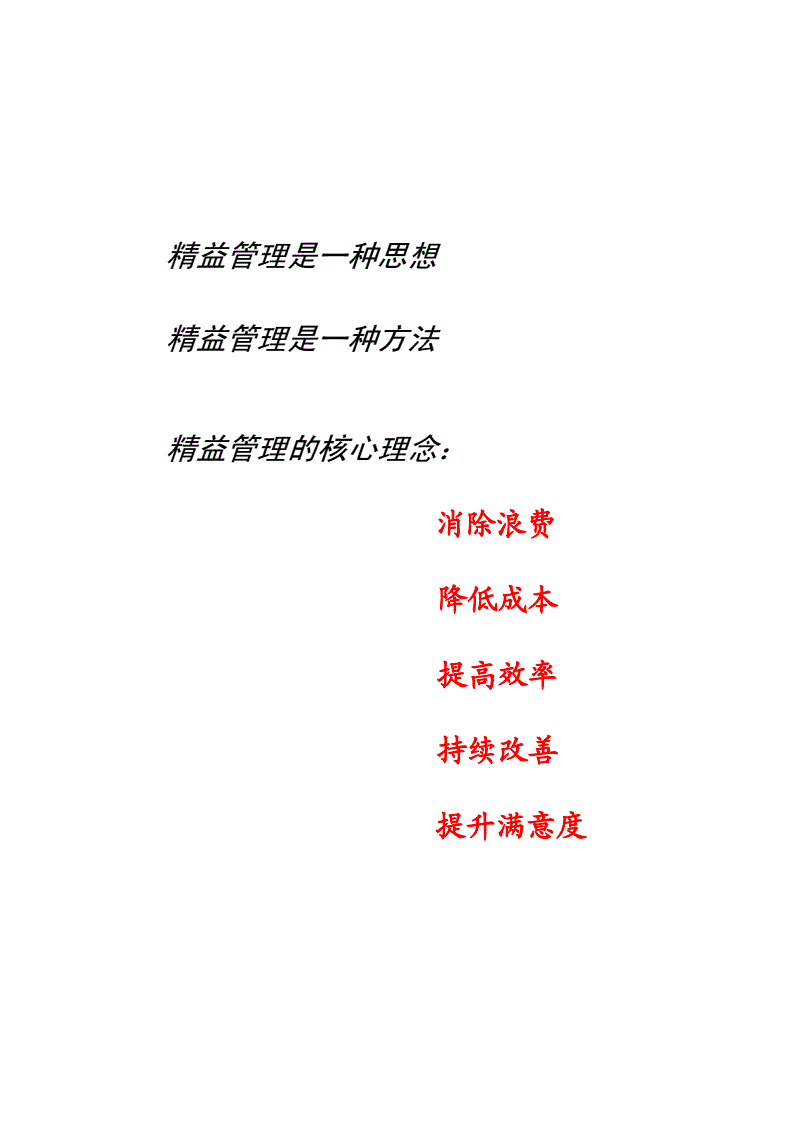 精益管理是一种思想
精益管理是一种方法
精益管理的核心理念：
消除浪费
降低成本
提高效率
持续改善
提升满意度